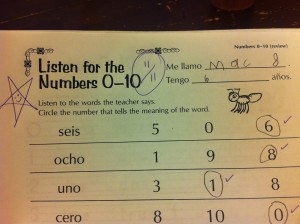 Numbers 0-10 (review)
Listen for the
Numbers 0-10
Me llamo Mac 8.
Tengo 6 años.
Listen to the words the teacher says.
Circle the number that tells the meaning of the word.
seis 5 0 6
ocho 1 9 8
uno 3 1 8
cero 8 10 0